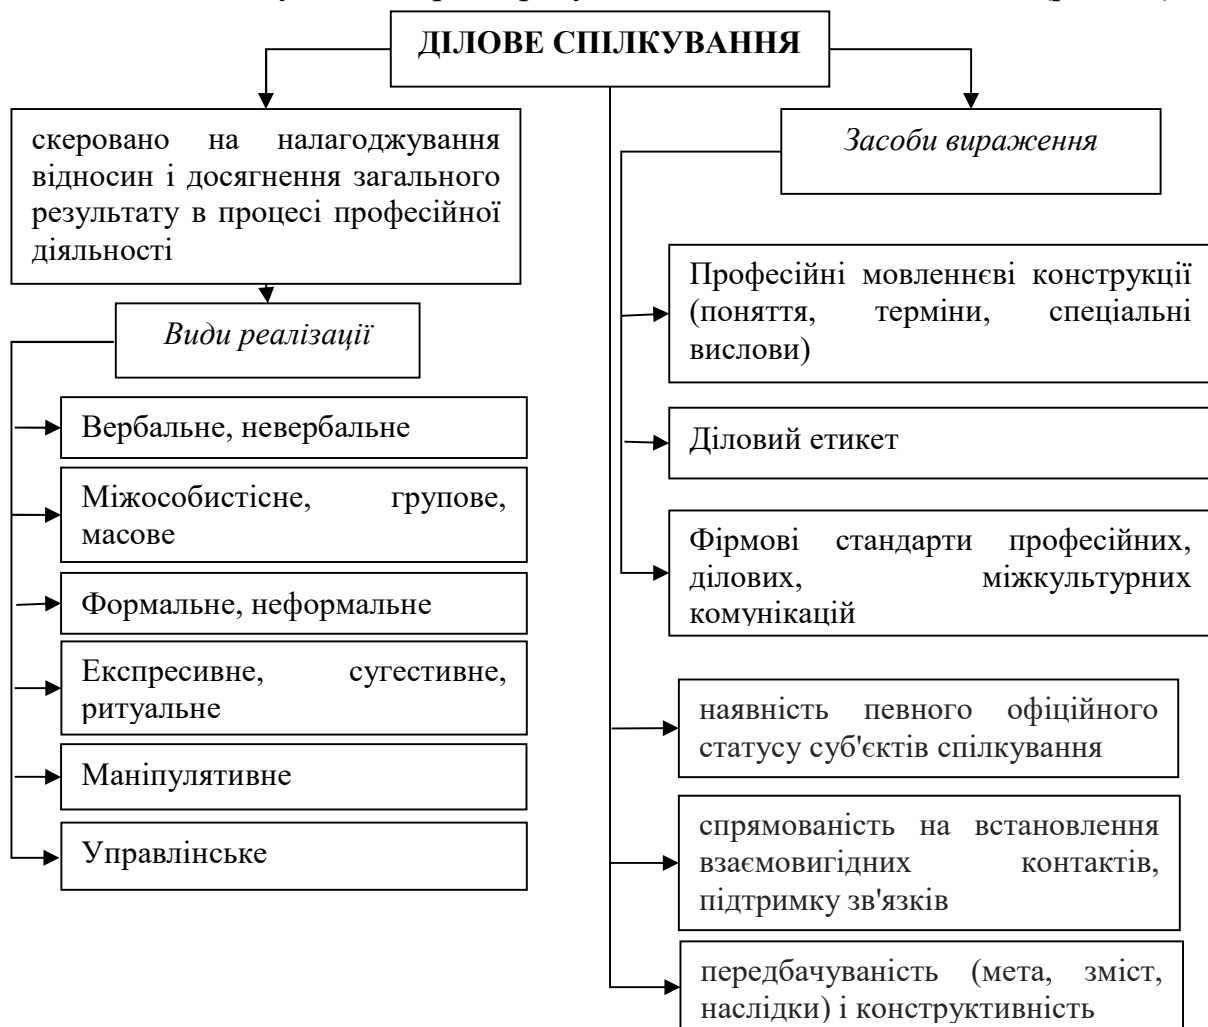 ДІЛОВЕ СПІЛКУВАННЯ
скеровано на налагоджування
відносин і досягнення загального
результату в процесі професійної
діяльності
Види реалізації
Вербальне, невербальне
Міжособистісне, групове,
масове
Формальне, неформальне
Експресивне, сугестивне,
ритуальне
Маніпулятивне
Управлінське
Засоби вираження
Професійні мовленнєві конструкції
(поняття, терміни, спеціальні
вислови)
Діловий етикет
Фірмові стандарти професійних,
ділових, міжкультурних
комунікацій
наявність певного офіційного
статусу суб'єктів спілкування
спрямованість на встановлення
взаємовигідних контактів,
підтримку зв'язків
передбачуваність (мета, зміст,
наслідки) і конструктивність